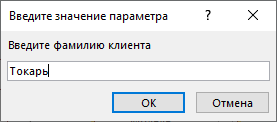 Введите значение параметра
Введите фамилию клиента
Токарь
ОК
Отмена